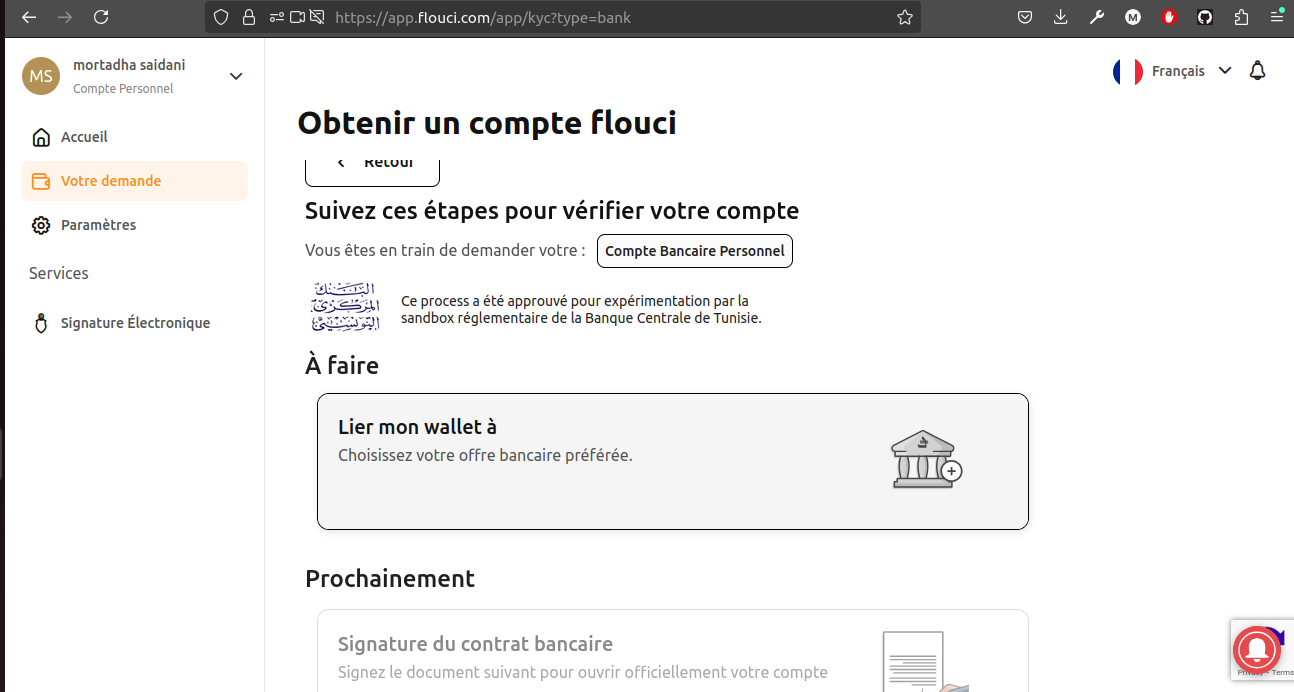 https://app.flouci.com/app/kyc?type=bank
M
MS
mortadha saidani
Compte Personnel
Français
Accueil
Votre demande
Paramètres
Services
Signature Électronique
Obtenir un compte flouci
Retour
Suivez ces étapes pour vérifier votre compte
Vous êtes en train de demander votre :
Compte Bancaire Personnel
البنك
المركزي
التونسي
Ce process a été approuvé pour expérimentation par la
sandbox réglementaire de la Banque Centrale de Tunisie.
À faire
Lier mon wallet à
Choisissez votre offre bancaire préférée.
Prochainement
Signature du contrat bancaire
Signez le document suivant pour ouvrir officiellement votre compte
Terms